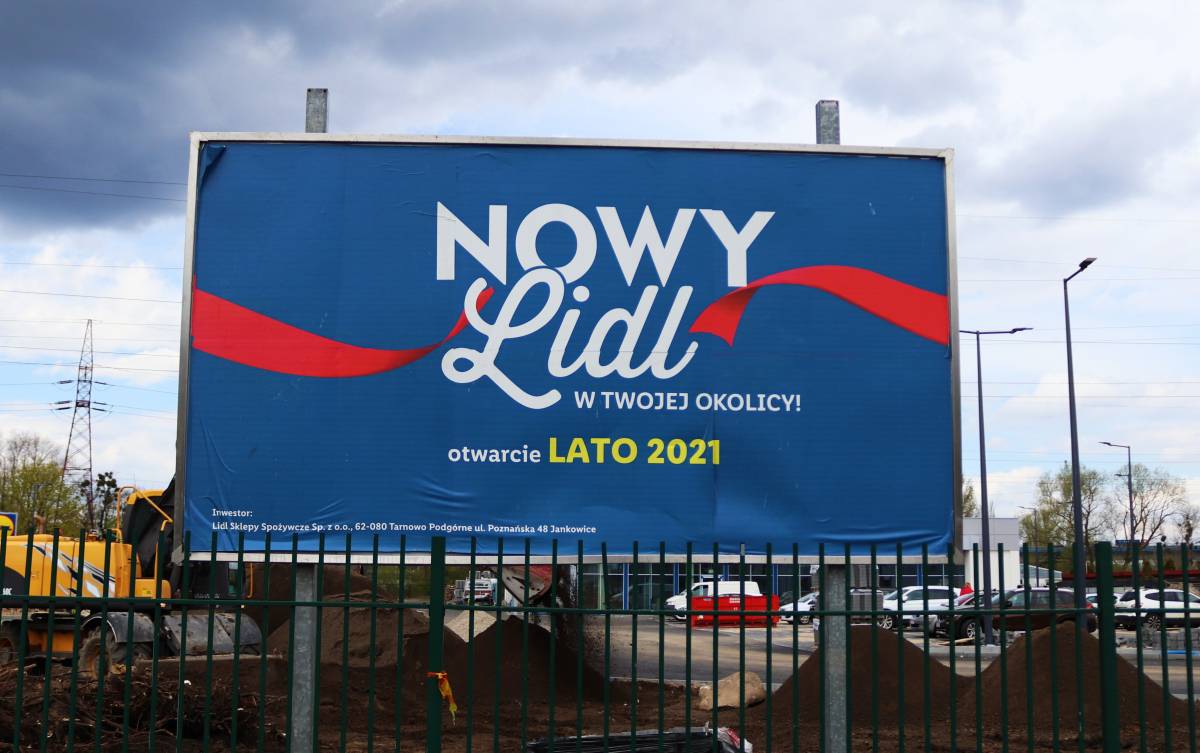 NOWY
Lidl
W TWOJEJ OKOLICY!
otwarcie LATO 2021
Inwestor:
Lidl Sklepy Spożywcze Sp. z o.o., 62-080 Tarnowo Podgórne ul. Poznańska 48 Jankowice